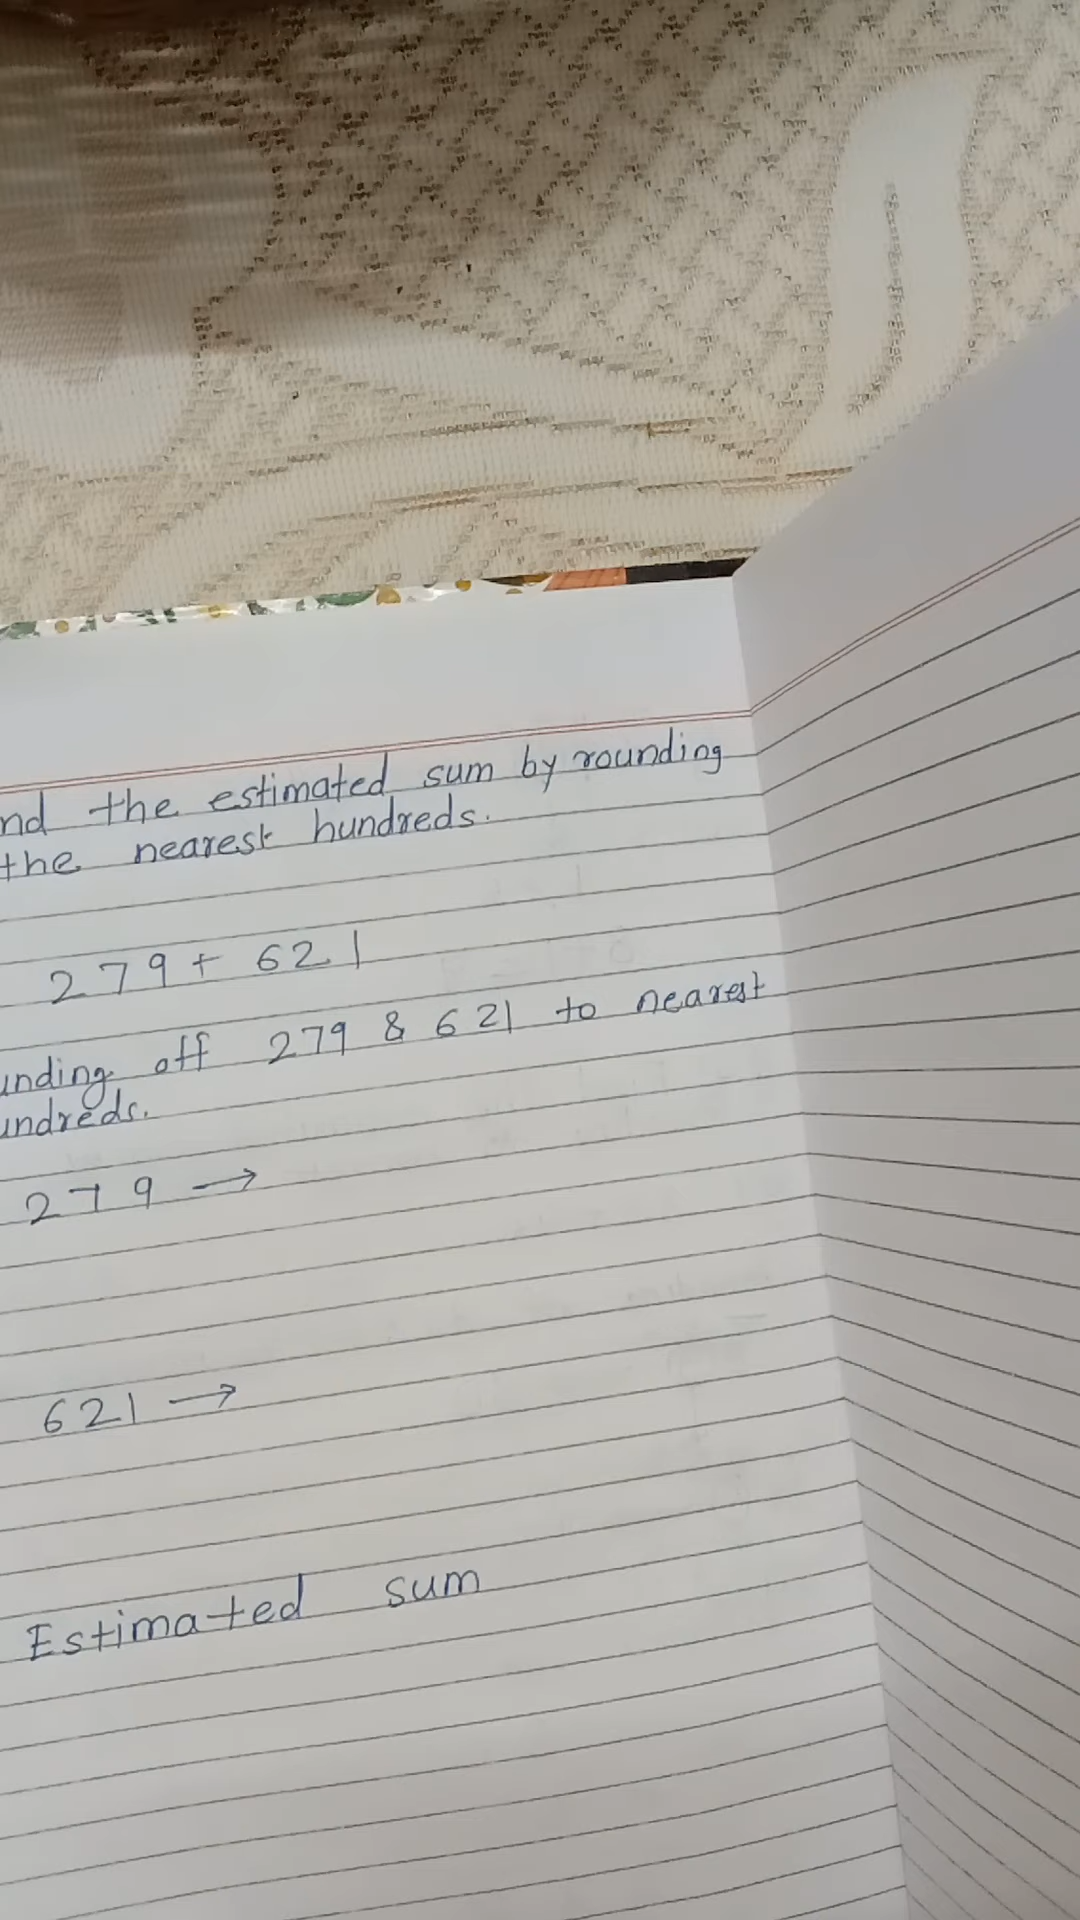 nd the estimated sum by rounding
the nearest hundreds.
279 + 621
unding off 279 & 621 to nearest
undreds.
279 →
621 →
Estimated sum